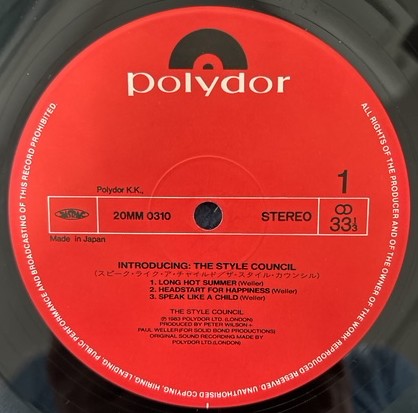 polydor
ALL RIGHTS OF THE PRODUCER AND OF THE OWNER OF THE WORK REPRODUCED RESERVED. UNAUTHORISED COPYING, HIRING, LENDING, PUBLIC PERFORMANCE AND BROADCASTING OF THIS RECORD PROHIBITED.
1
Polydor K.K.,
20MM 0310
STEREO
33⅓
Made in Japan
INTRODUCING: THE STYLE COUNCIL
(スピーク・ライク・ア・チャイルド/ザ・スタイル・カウンシル)
1. LONG HOT SUMMER (Weller)
2. HEADSTART FOR HAPPINESS (Weller)
3. SPEAK LIKE A CHILD (Weller)
THE STYLE COUNCIL
℗ 1983 POLYDOR LTD. (LONDON)
PRODUCED BY PETER WILSON +
PAUL WELLER (FOR SOLID BOND PRODUCTIONS)
ORIGINAL SOUND RECORDING MADE BY
POLYDOR LTD. (LONDON)